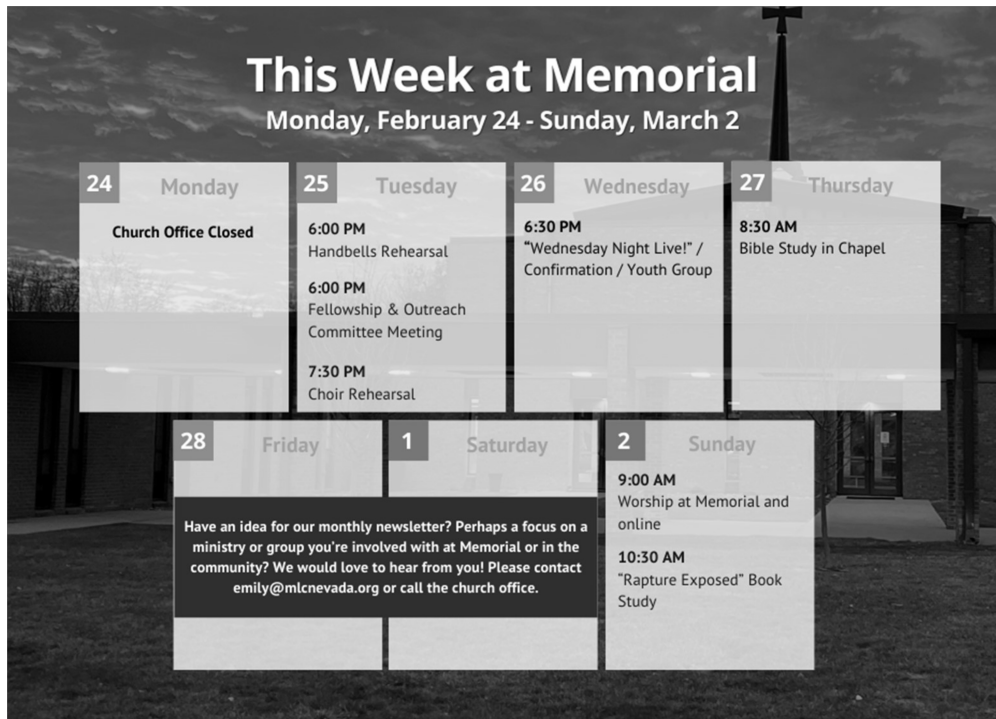 This Week at Memorial
Monday, February 24 - Sunday, March 2
24 Monday
Church Office Closed
25 Tuesday
6:00 PM
Handbells Rehearsal
6:00 PM
Fellowship & Outreach
Committee Meeting
7:30 PM
Choir Rehearsal
26 Wednesday
6:30 PM
“Wednesday Night Live!” /
Confirmation / Youth Group
27 Thursday
8:30 AM
Bible Study in Chapel
28 Friday
1 Saturday
Have an idea for our monthly newsletter? Perhaps a focus on a
ministry or group you’re involved with at Memorial or in the
community? We would love to hear from you! Please contact
emily@mlcnevada.org or call the church office.
2 Sunday
9:00 AM
Worship at Memorial and
online
10:30 AM
“Rapture Exposed” Book
Study